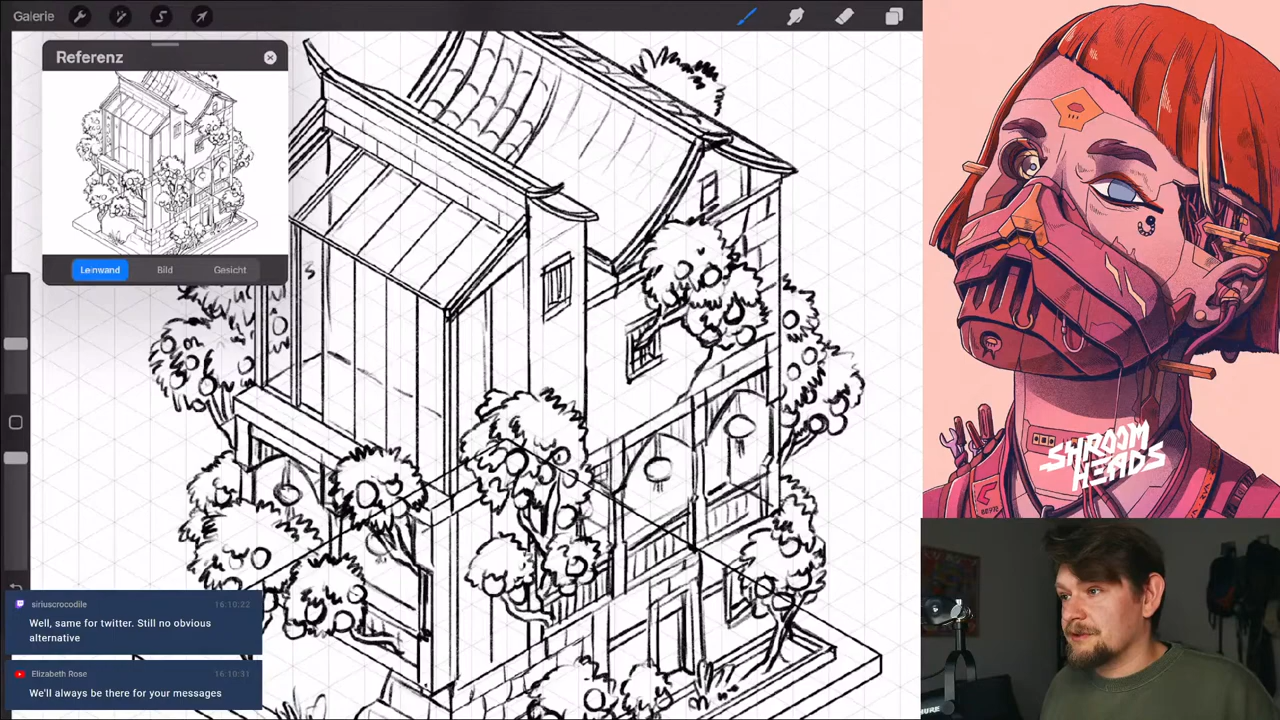 Galerie
Referenz
Leinwand
Bild
Gesicht
siriuscrocodile
16:10:22
Well, same for twitter. Still no obvious
alternative
Elizabeth Rose
16:10:31
We'll always be there for your messages
SHROOM
HEADS